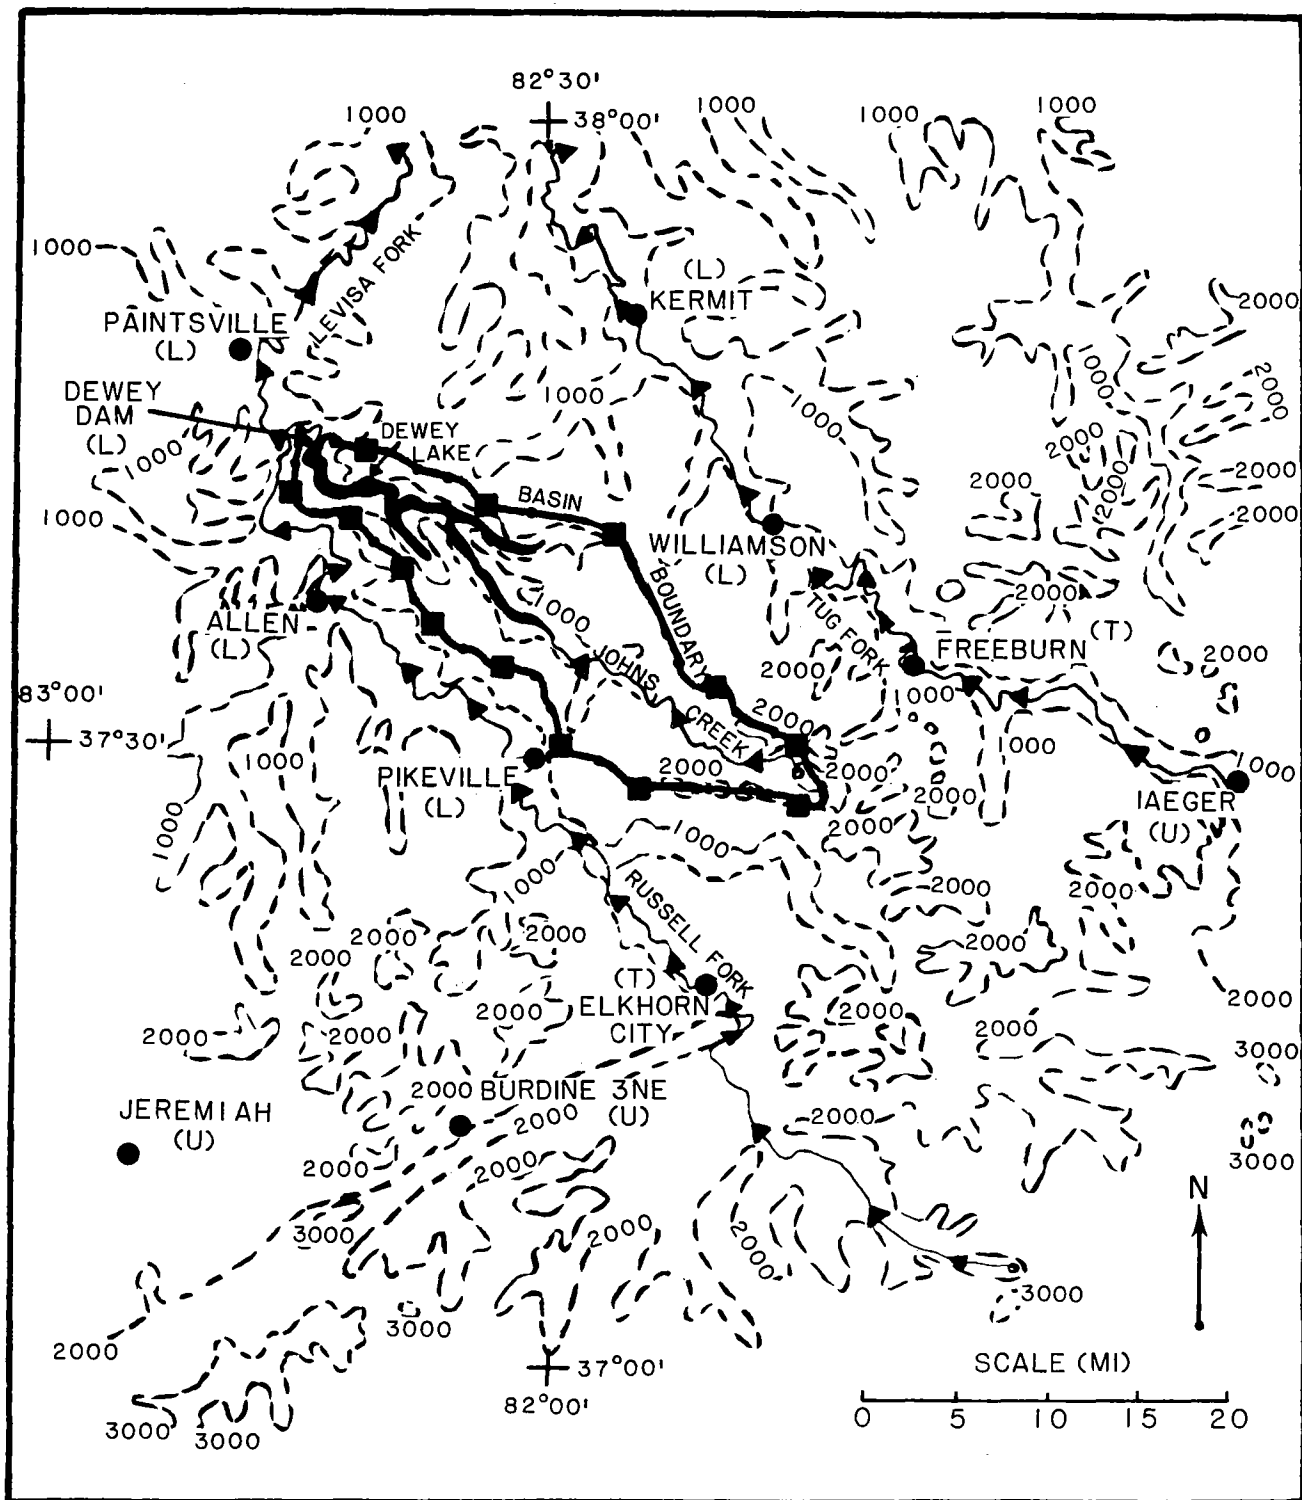 82°30'
38°00'
1000
1000
1000
1000
1000
LEVISA FORK
(L)
KERMIT
2000
PAINTSVILLE
(L)
1000
2000
DEWEY
DAM
(L)
DEWEY
LAKE
1000
1000
1000
2000
2000
2000
2000
BASIN
2000
1000
WILLIAMSON
(L)
BOUNDARY
1000
TUG FORK
2000
ALLEN
(L)
FREEBURN
(T)
JOHNS
CREEK
2000
2000
1000
83°00'
37°30'
2000
1000
1000
1000
PIKEVILLE
(L)
2000
2000
2000
IAEGER
(U)
1000
1000
2000
1000
RUSSELL FORK
2000
2000
2000
2000
2000
2000
(T)
ELKHORN
CITY
2000
2000
2000
2000
2000
2000
3000
JEREMIAH
(U)
2000
BURDINE 3NE
(U)
2000
2000
2000
2000
3000
N
3000
2000
2000
3000
3000
2000
37°00'
82°00'
SCALE (MI)
0 5 10 15 20
3000
3000